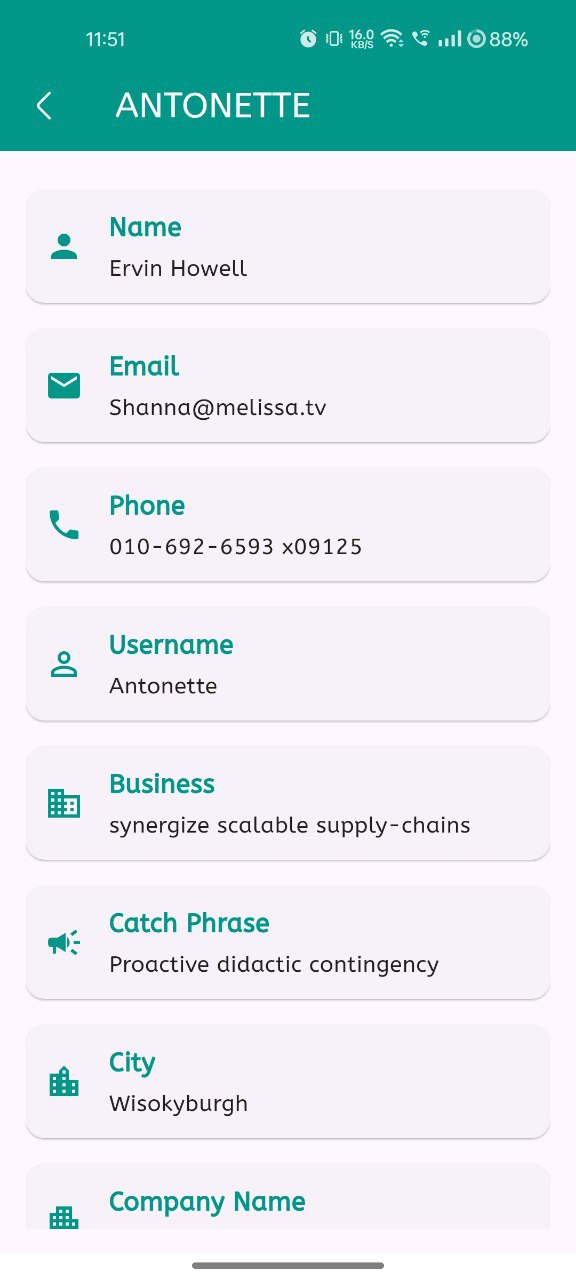 11:51
16.0
KB/S
88%
ANTONETTE
Name
Ervin Howell
Email
Shanna@melissa.tv
Phone
010-692-6593 x09125
Username
Antonette
Business
synergize scalable supply-chains
Catch Phrase
Proactive didactic contingency
City
Wisokyburgh
Company Name